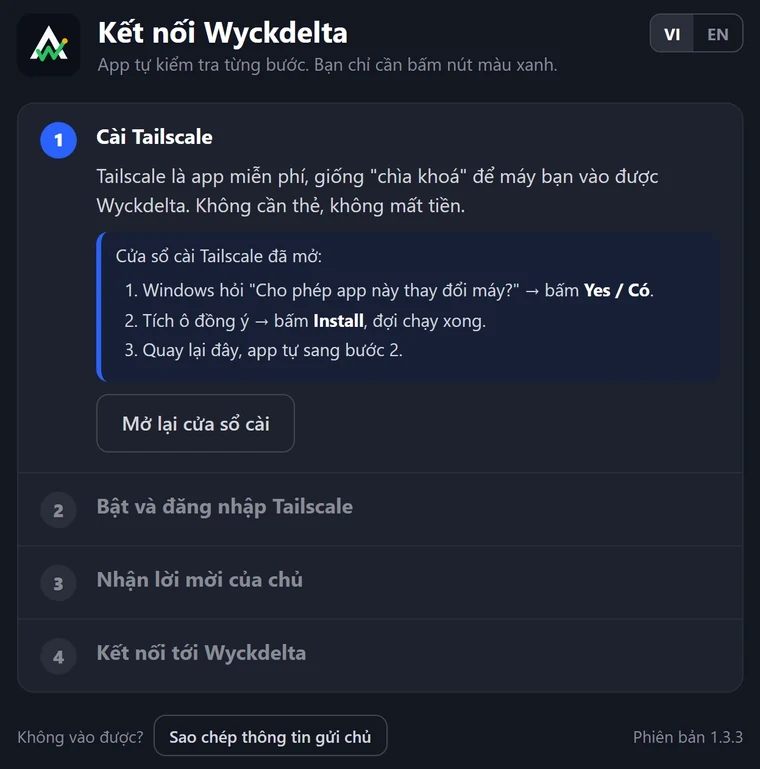 Kết nối Wyckdelta
App tự kiểm tra từng bước. Bạn chỉ cần bấm nút màu xanh.
VI
EN
1
Cài Tailscale
Tailscale là app miễn phí, giống "chìa khoá" để máy bạn vào được
Wyckdelta. Không cần thẻ, không mất tiền.
Cửa sổ cài Tailscale đã mở:
1. Windows hỏi "Cho phép app này thay đổi máy?" → bấm Yes / Có.
2. Tích ô đồng ý → bấm Install, đợi chạy xong.
3. Quay lại đây, app tự sang bước 2.
Mở lại cửa sổ cài
2
Bật và đăng nhập Tailscale
3
Nhận lời mời của chủ
4
Kết nối tới Wyckdelta
Không vào được?
Sao chép thông tin gửi chủ
Phiên bản 1.3.3